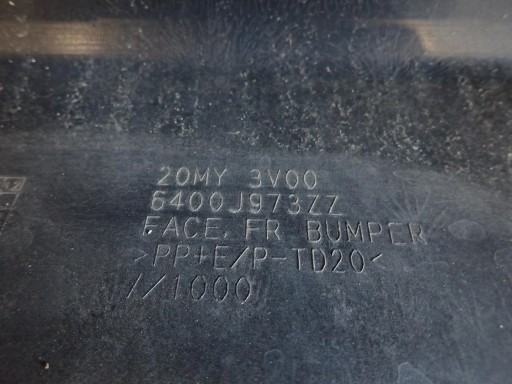 20MY 3V00
6400J973ZZ
FACE, FR BUMPER
>PP+E/P-TD20<
//1000